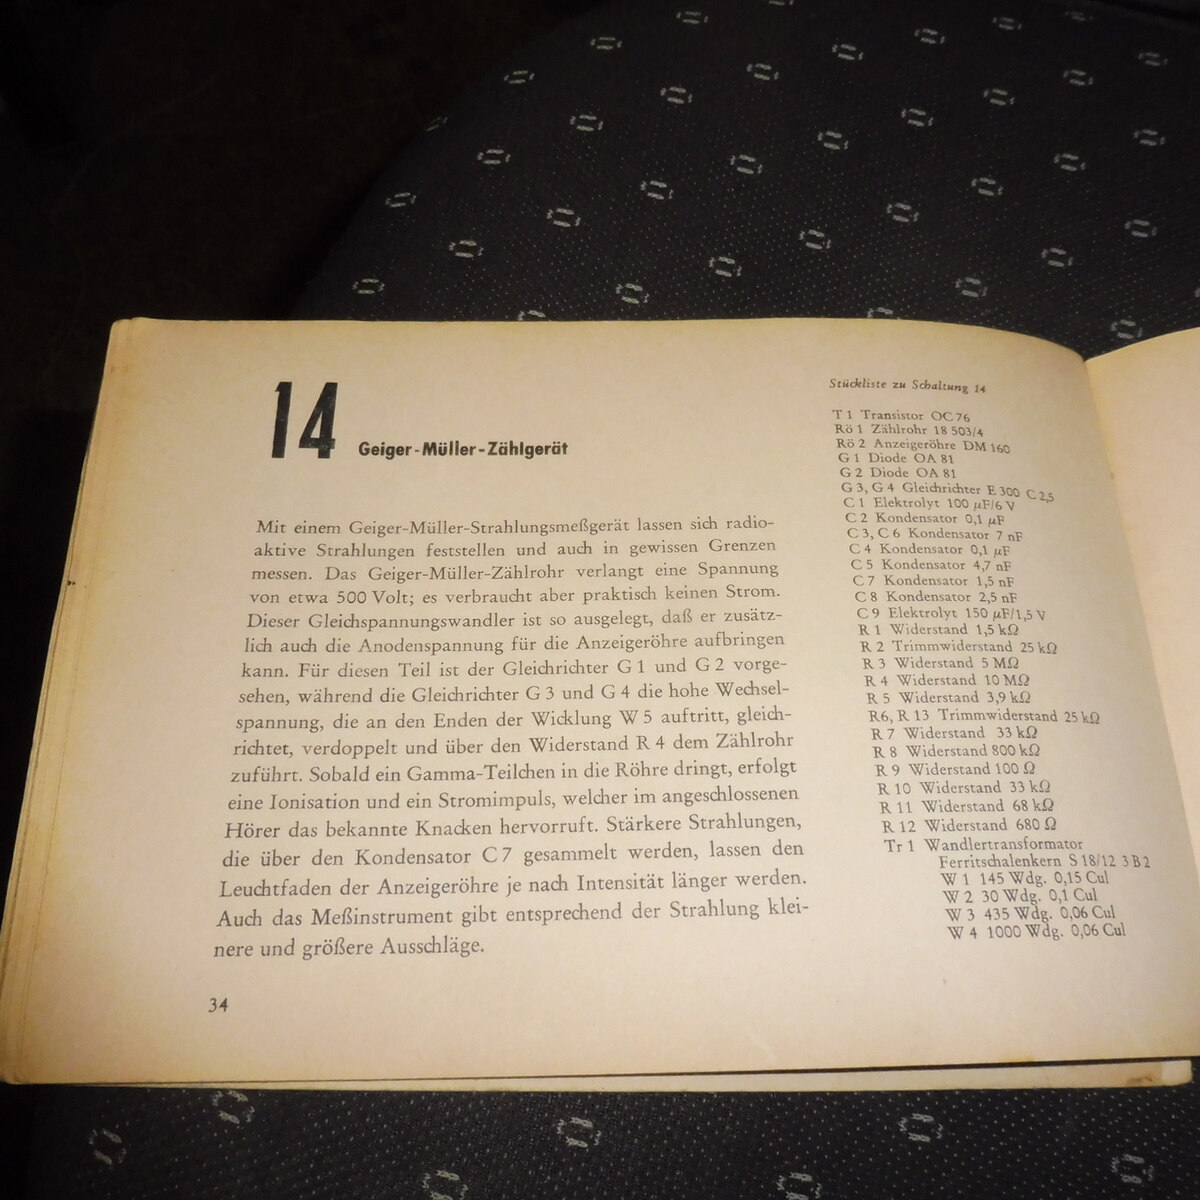 14
Geiger-Müller-Zählgerät
Mit einem Geiger-Müller-Strahlungsmeßgerät lassen sich radio-
aktive Strahlungen feststellen und auch in gewissen Grenzen
messen. Das Geiger-Müller-Zählrohr verlangt eine Spannung
von etwa 500 Volt; es verbraucht aber praktisch keinen Strom.
Dieser Gleichspannungswandler ist so ausgelegt, daß er zusätz-
lich auch die Anodenspannung für die Anzeigeröhre aufbringen
kann. Für diesen Teil ist der Gleichrichter G 1 und G 2 vorge-
sehen, während die Gleichrichter G 3 und G 4 die hohe Wechsel-
spannung, die an den Enden der Wicklung W 5 auftritt, gleich-
richtet, verdoppelt und über den Widerstand R 4 dem Zählrohr
zuführt. Sobald ein Gamma-Teilchen in die Röhre dringt, erfolgt
eine Ionisation und ein Stromimpuls, welcher im angeschlossenen
Hörer das bekannte Knacken hervorruft. Stärkere Strahlungen,
die über den Kondensator C 7 gesammelt werden, lassen den
Leuchtfaden der Anzeigeröhre je nach Intensität länger werden.
Auch das Meßinstrument gibt entsprechend der Strahlung klei-
nere und größere Ausschläge.
34
Stückliste zu Schaltung 14
T 1 Transistor OC 76
Rö 1 Zählrohr 18 503/4
Rö 2 Anzeigeröhre DM 160
G 1 Diode OA 81
G 2 Diode OA 81
G 3, G 4 Gleichrichter E 300 C 2,5
C 1 Elektrolyt 100 µF/6 V
C 2 Kondensator 0,1 µF
C 3, C 6 Kondensator 7 nF
C 4 Kondensator 0,1 µF
C 5 Kondensator 4,7 nF
C 7 Kondensator 1,5 nF
C 8 Kondensator 2,5 nF
C 9 Elektrolyt 150 µF/1,5 V
R 1 Widerstand 1,5 kΩ
R 2 Trimmwiderstand 25 kΩ
R 3 Widerstand 5 MΩ
R 4 Widerstand 10 MΩ
R 5 Widerstand 3,9 kΩ
R6, R 13 Trimmwiderstand 25 kΩ
R 7 Widerstand 33 kΩ
R 8 Widerstand 800 kΩ
R 9 Widerstand 100 Ω
R 10 Widerstand 33 kΩ
R 11 Widerstand 68 kΩ
R 12 Widerstand 680 Ω
Tr 1 Wandlertransformator
Ferritschalenkern S 18/12 3 B 2
W 1 145 Wdg. 0,15 Cul
W 2 30 Wdg. 0,1 Cul
W 3 435 Wdg. 0,06 Cul
W 4 1000 Wdg. 0,06 Cul